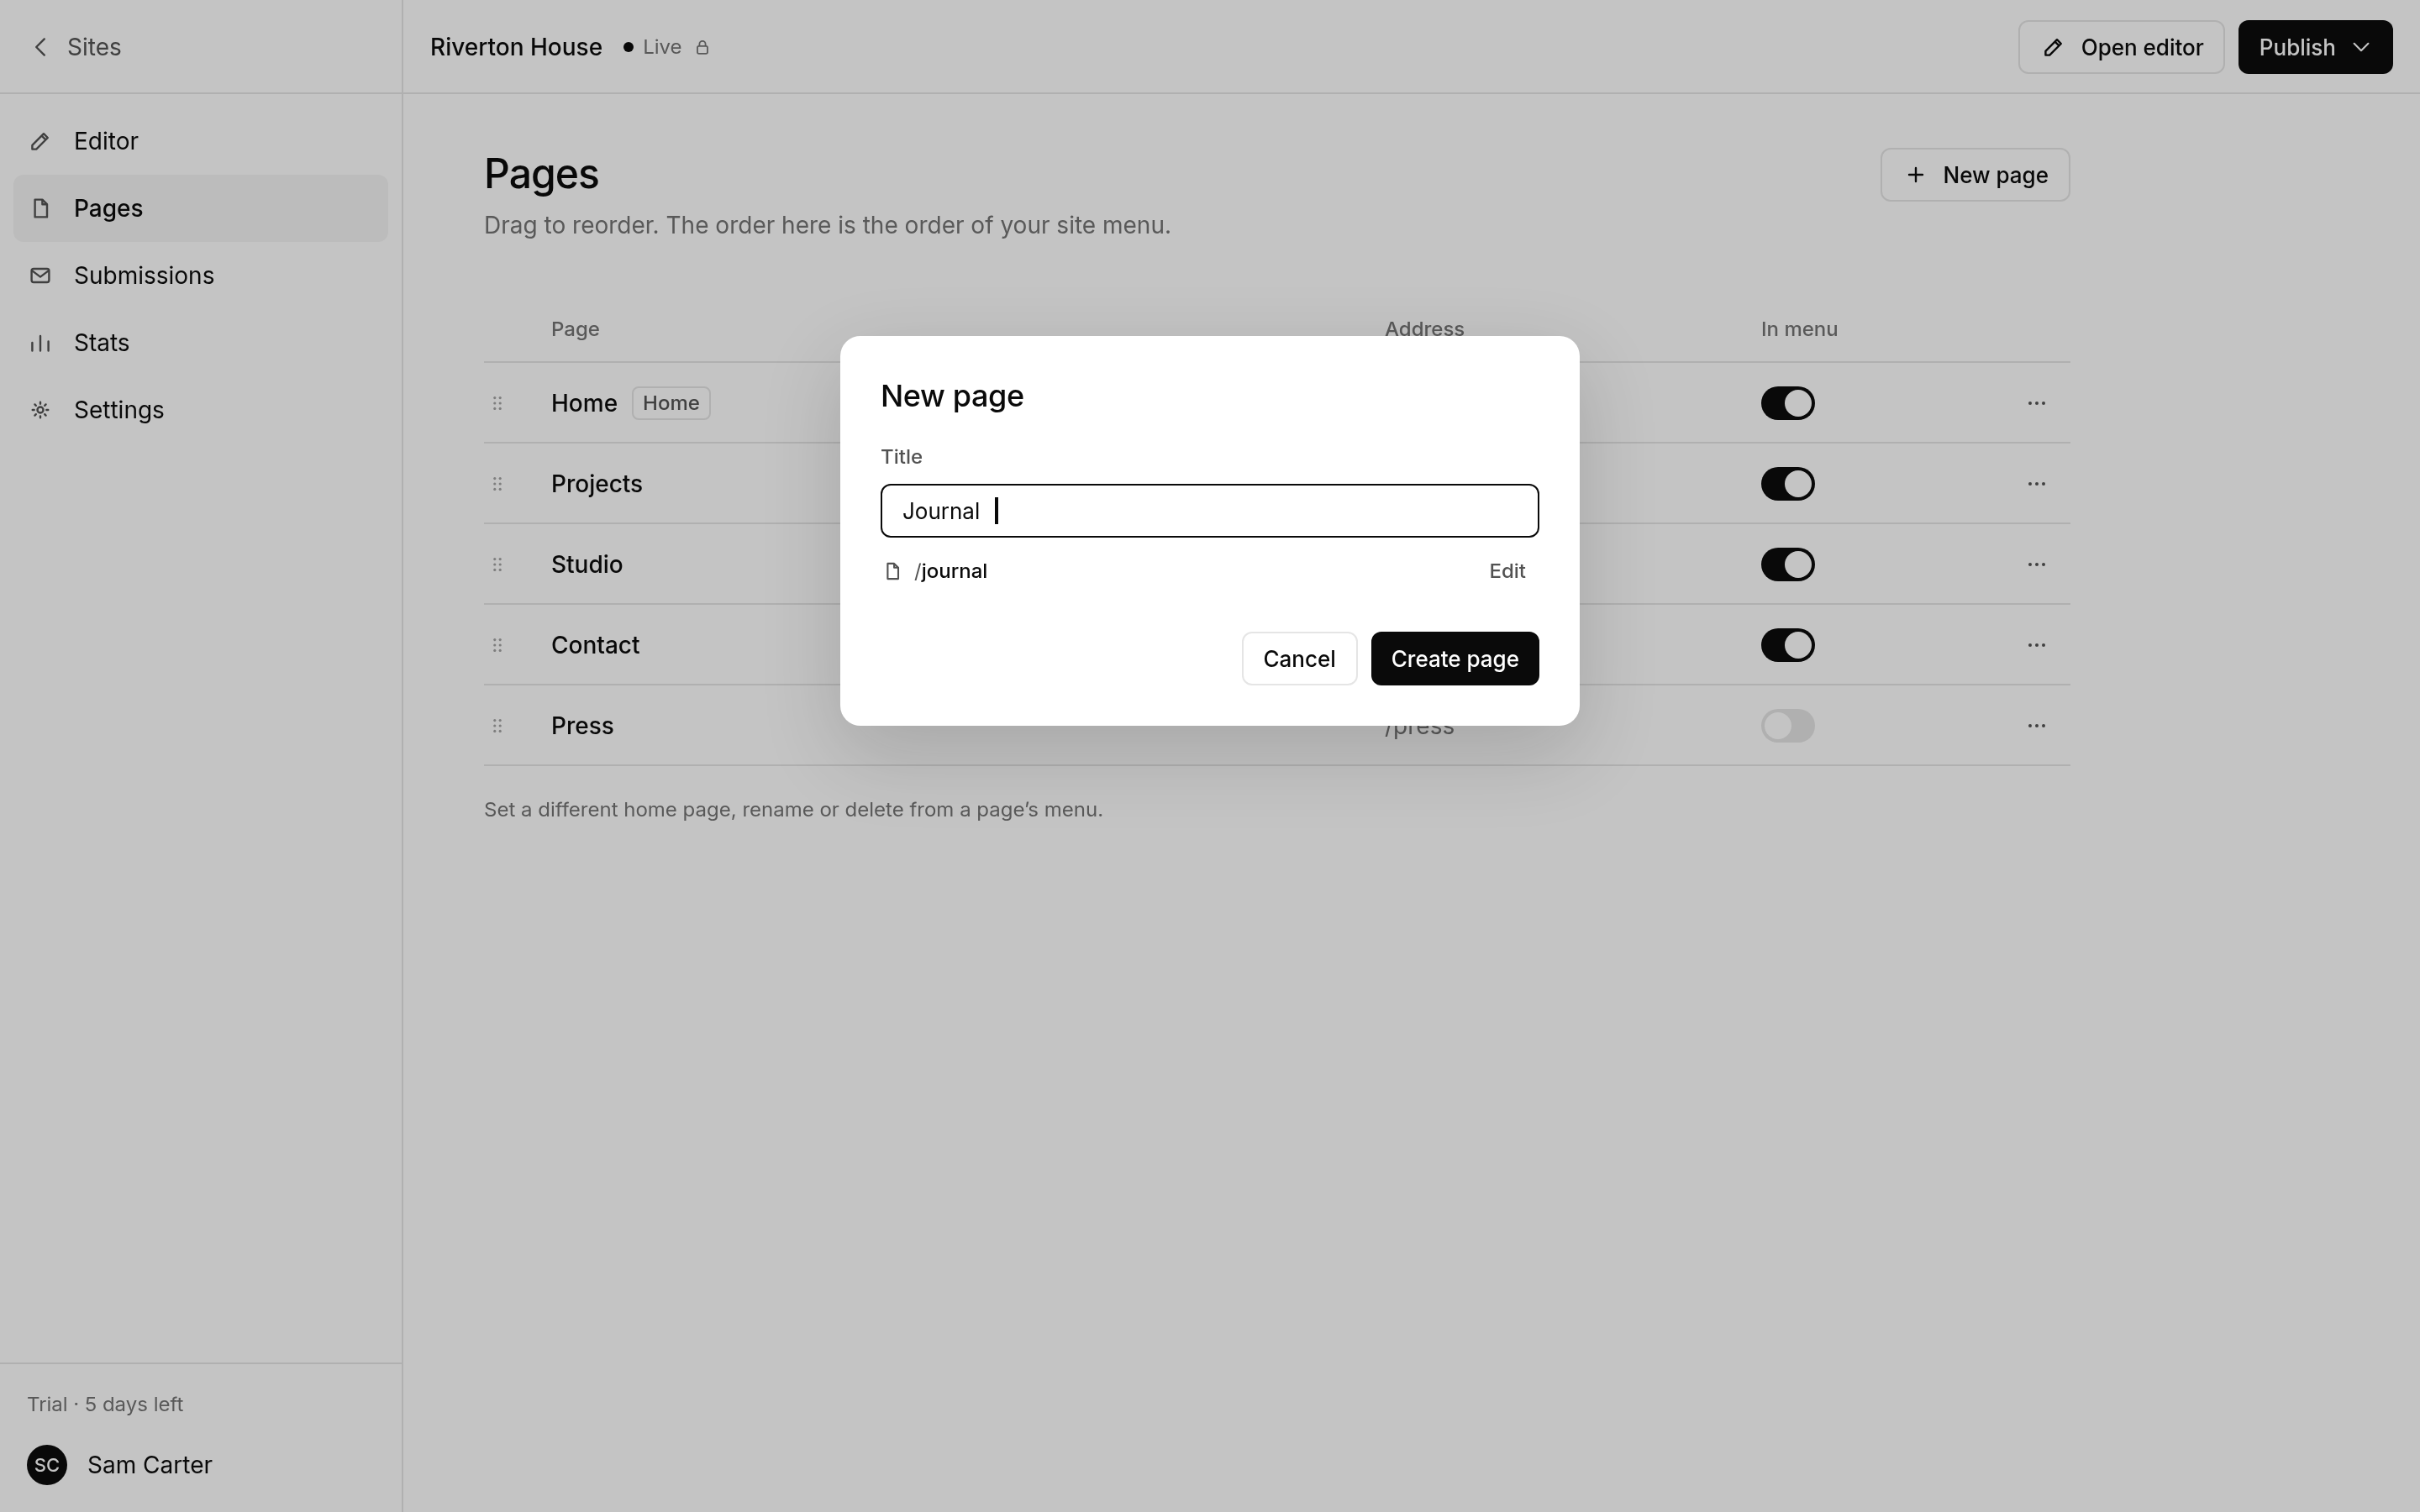 Sites
Riverton House Live
Open editor
Publish
Editor
Pages
Submissions
Stats
Settings
Pages
Drag to reorder. The order here is the order of your site menu.
New page
Page Address In menu
Home Home
Projects
Studio
Contact
Press /press
New page
Title
Journal
/journal Edit
Cancel Create page
Set a different home page, rename or delete from a page’s menu.
Trial · 5 days left
SC Sam Carter